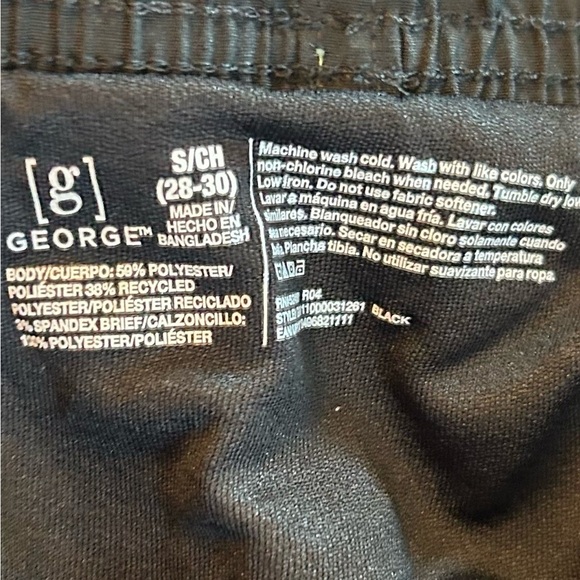 [g]
GEORGE™
S/CH
(28-30)
MADE IN/
HECHO EN
BANGLADESH
BODY/CUERPO: 59% POLYESTER/
POLIÉSTER 38% RECYCLED
POLYESTER/POLIÉSTER RECICLADO
3% SPANDEX BRIEF/CALZONCILLO:
100% POLYESTER/POLIÉSTER
Machine wash cold. Wash with like colors. Only
non-chlorine bleach when needed. Tumble dry low
Low iron. Do not use fabric softener.
Lavar a máquina en agua fría. Lavar con colores
similares. Blanqueador sin cloro solamente cuando
necesario. Secar en secadora a temperatura
Planche tibia. No utilizar suavizante para ropa.
R04
BLACK